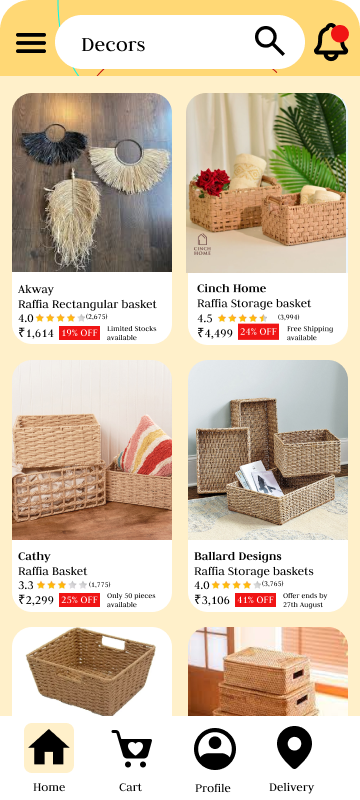 Decors
CINCH
HOME
Akway
Raffia Rectangular basket
4.0 (2,675)
₹1,614 19% OFF Limited Stocks
available
Cinch Home
Raffia Storage basket
4.5 (3,994)
₹4,499 24% OFF Free Shipping
available
Cathy
Raffia Basket
3.3 (1,775)
₹2,299 25% OFF Only 50 pieces
available
Ballard Designs
Raffia Storage baskets
4.0 (3,765)
₹3,106 41% OFF Offer ends by
27th August
Home
Cart
Profile
Delivery